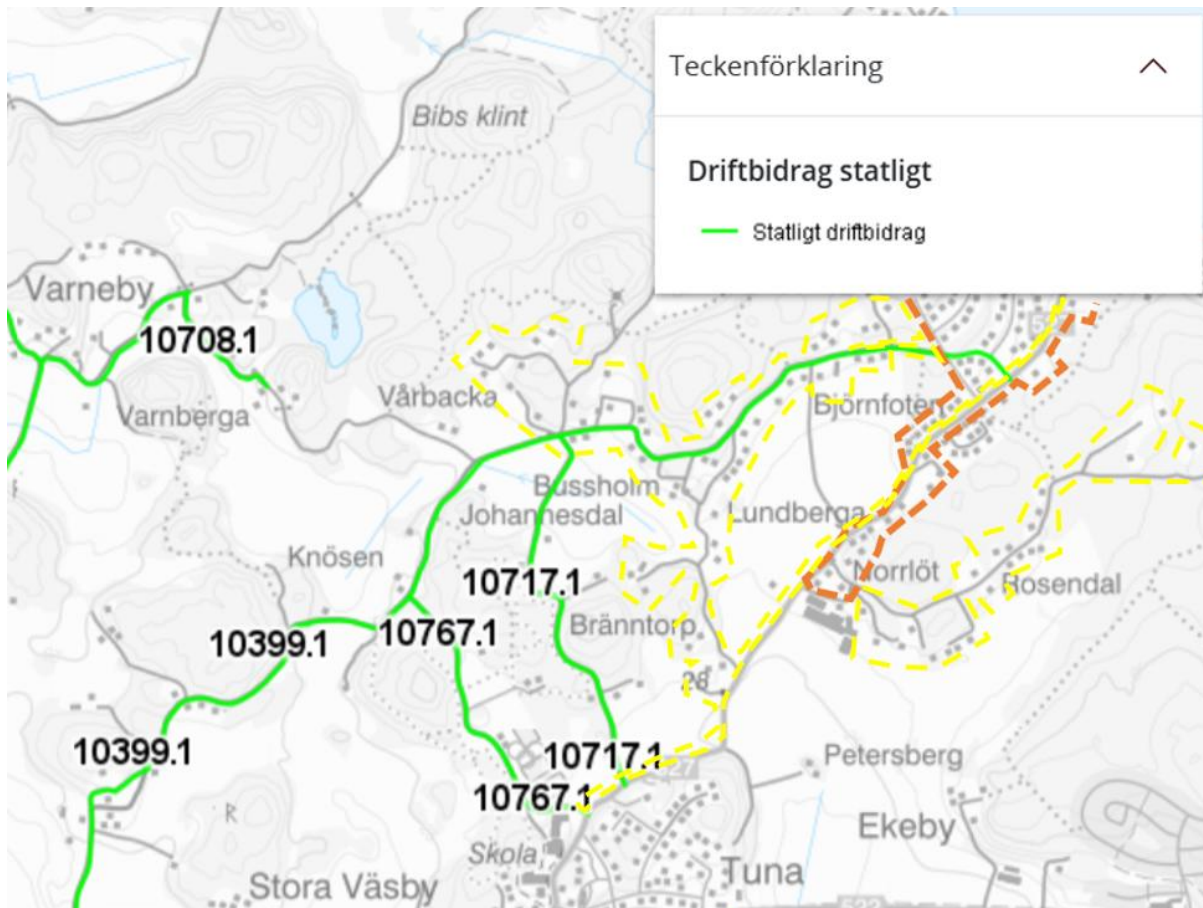 Teckenförklaring
Driftbidrag statligt
Statligt driftbidrag
Bibs klint
Varneby
10708.1
Varnberga
Vårbacka
Björnfoten
Bussholm
Johannesdal
Lundberga
Knösen
10717.1
Norrlöt
Rosendal
10399.1
10767.1
Bränntorp
28
10399.1
10717.1
Petersberg
10767.1
Ekeby
Skola
Tuna
Stora Väsby
R